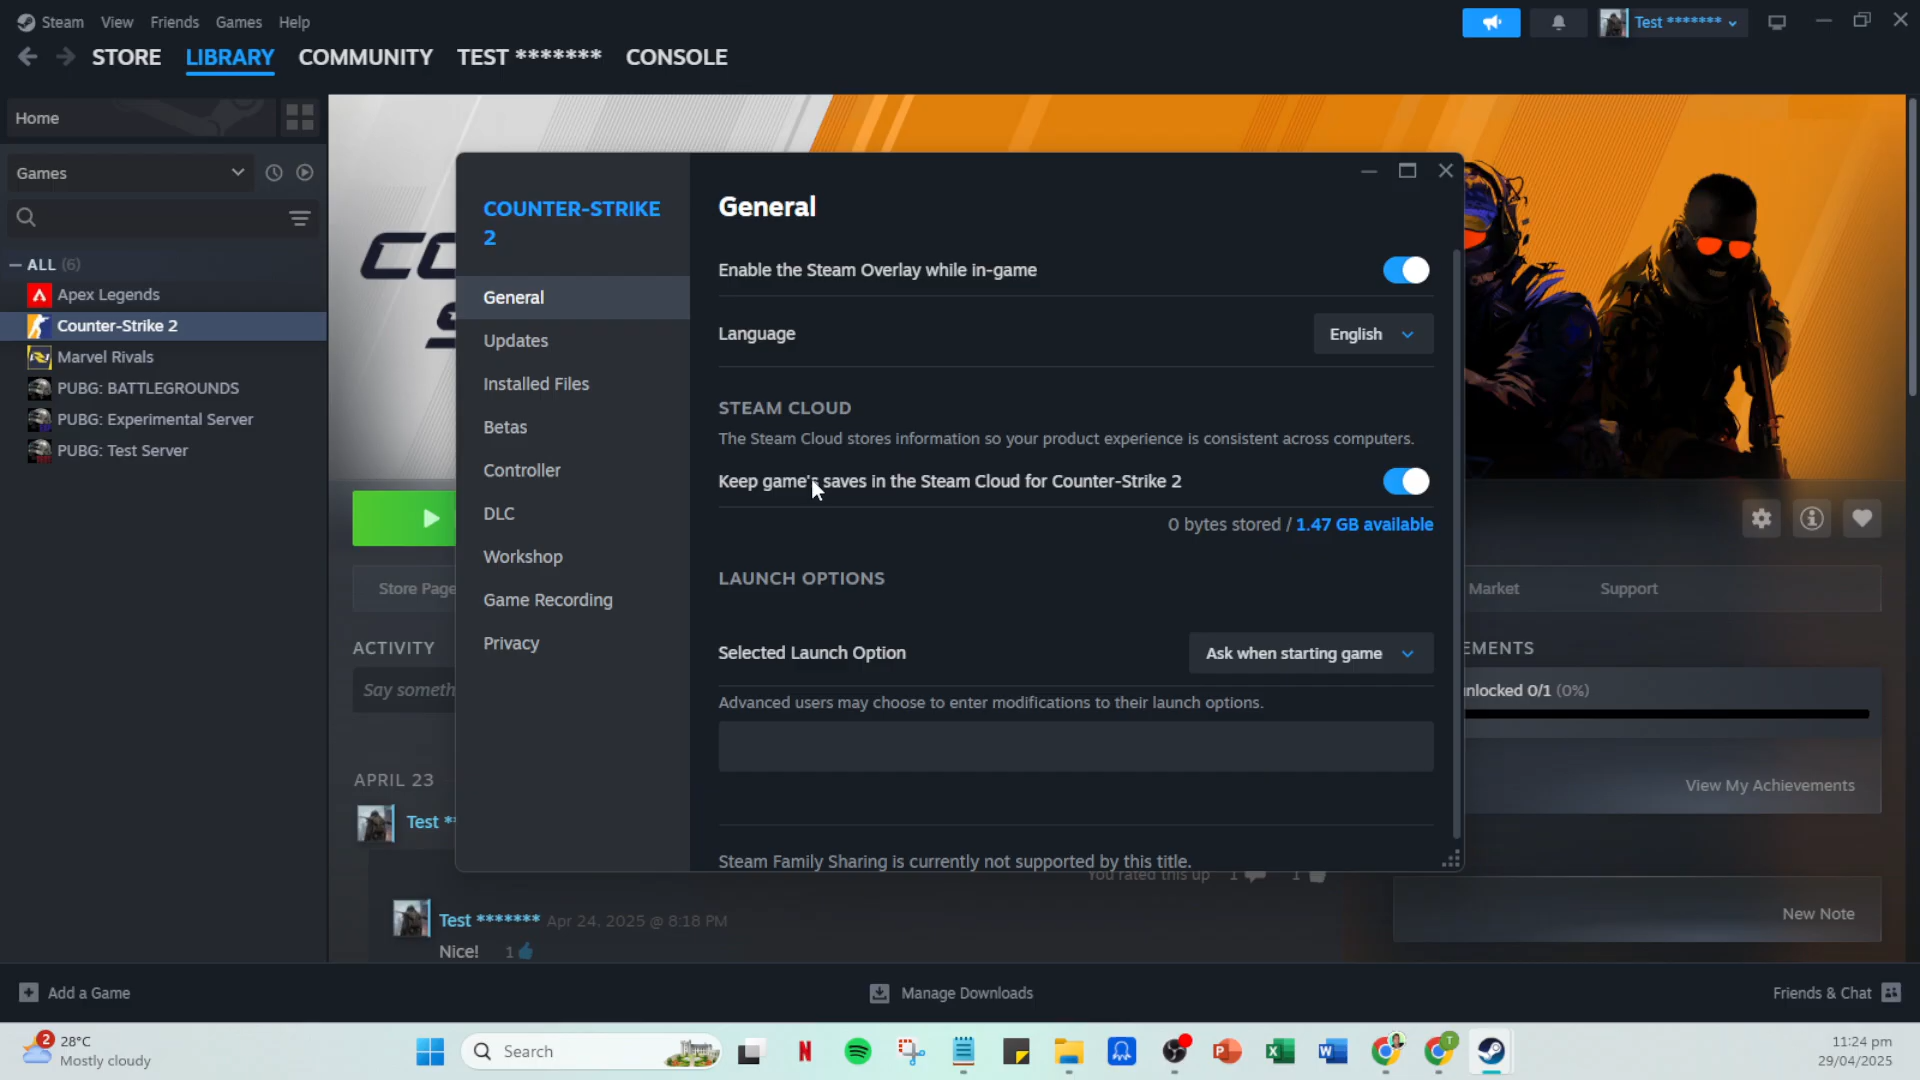 Steam View Friends Games Help
Test *******
STORE LIBRARY COMMUNITY TEST ******* CONSOLE
Home
Games
ALL (6)
Apex Legends
Counter-Strike 2
Marvel Rivals
PUBG: BATTLEGROUNDS
PUBG: Experimental Server
PUBG: Test Server
Store Page
ACTIVITY
Say someth
APRIL 23
Test **
COUNTER-STRIKE
2
General
Updates
Installed Files
Betas
Controller
DLC
Workshop
Game Recording
Privacy
General
Enable the Steam Overlay while in-game
Language English
STEAM CLOUD
The Steam Cloud stores information so your product experience is consistent across computers.
Keep game's saves in the Steam Cloud for Counter-Strike 2
0 bytes stored / 1.47 GB available
LAUNCH OPTIONS
Selected Launch Option Ask when starting game
Advanced users may choose to enter modifications to their launch options.
Steam Family Sharing is currently not supported by this title.
You rated this up 1 1
Test ******* Apr 24, 2025 @ 8:18 PM
Nice! 1
Market Support
EMENTS
nlocked 0/1 (0%)
View My Achievements
New Note
Add a Game Manage Downloads Friends & Chat
2
28°C
Mostly cloudy
Search
11:24 pm
29/04/2025